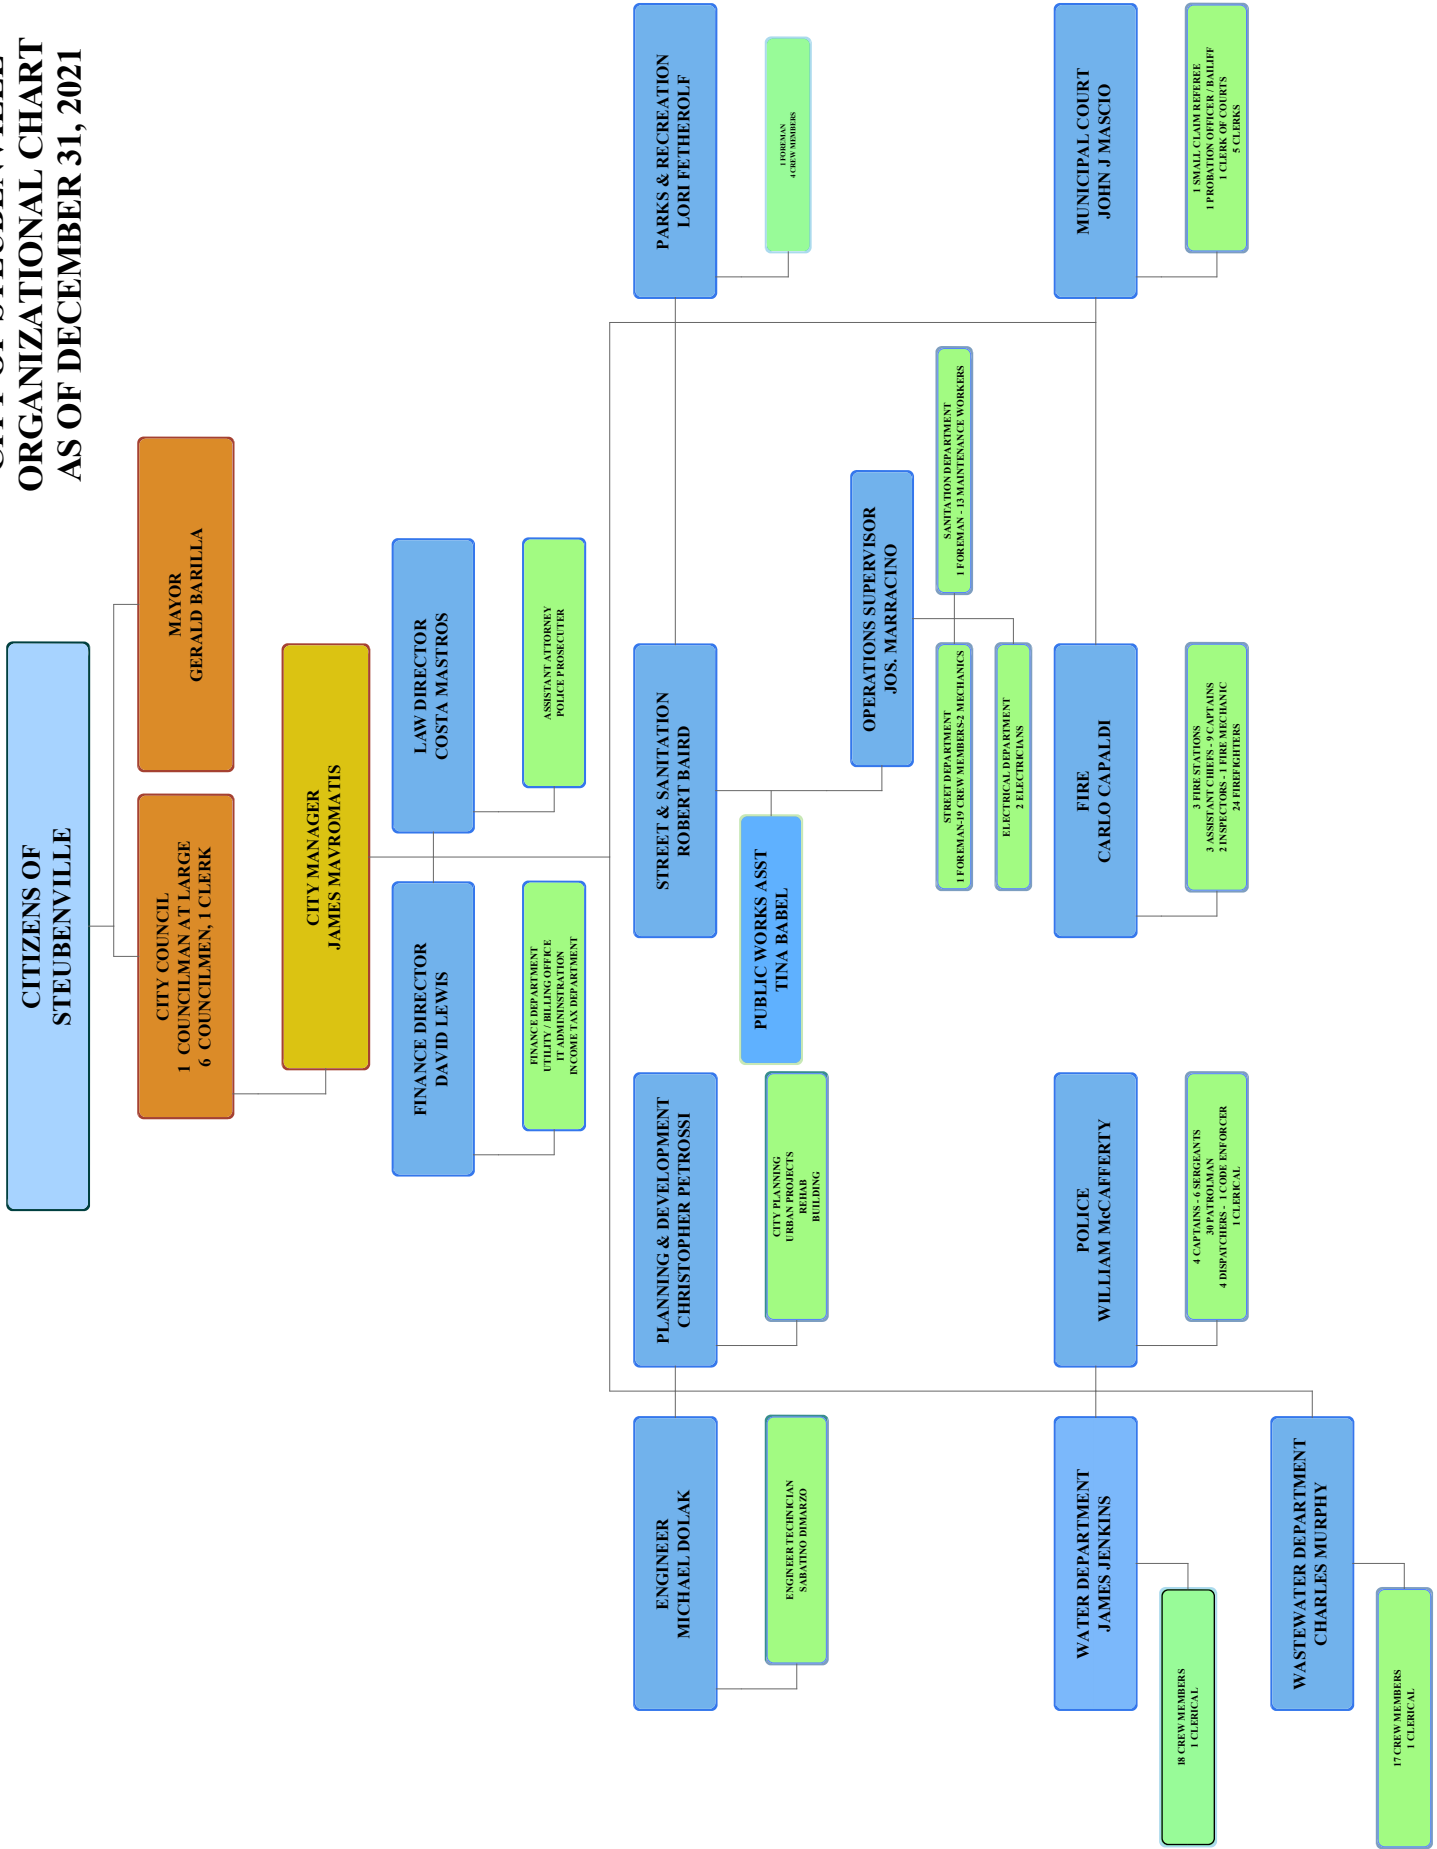 CITY OF STEUBENVILLE
ORGANIZATIONAL CHART
AS OF DECEMBER 31, 2021
CITIZENS OF
STEUBENVILLE
CITY COUNCIL
1 COUNCILMAN AT LARGE
6 COUNCILMEN, 1 CLERK
MAYOR
GERALD BARILLA
CITY MANAGER
JAMES MAVROMATIS
FINANCE DIRECTOR
DAVID LEWIS
LAW DIRECTOR
COSTA MASTROS
FINANCE DEPARTMENT
UTILITY / BILLING OFFICE
IT ADMININSTRATION
INCOME TAX DEPARTMENT
ASSISTANT ATTORNEY
POLICE PROSECUTER
ENGINEER
MICHAEL DOLAK
PLANNING & DEVELOPMENT
CHRISTOPHER PETROSSI
STREET & SANITATION
ROBERT BAIRD
PARKS & RECREATION
LORI FETHEROLF
ENGINEER TECHNICIAN
SABATINO DIMARZO
CITY PLANNING
URBAN PROJECTS
REHAB
BUILDING
PUBLIC WORKS ASST
TINA BABEL
1 FOREMAN
4 CREW MEMBERS
OPERATIONS SUPERVISOR
JOS. MARRACINO
STREET DEPARTMENT
1 FOREMAN-19 CREW MEMBERS-2 MECHANICS
SANITATION DEPARTMENT
1 FOREMAN - 13 MAINTENANCE WORKERS
ELECTRICAL DEPARTMENT
2 ELECTRICIANS
WATER DEPARTMENT
JAMES JENKINS
POLICE
WILLIAM McCAFFERTY
FIRE
CARLO CAPALDI
MUNICIPAL COURT
JOHN J MASCIO
18 CREW MEMBERS
1 CLERICAL
4 CAPTAINS - 6 SERGEANTS
30 PATROLMAN
4 DISPATCHERS - 1 CODE ENFORCER
1 CLERICAL
3 FIRE STATIONS
3 ASSISTANT CHIEFS - 9 CAPTAINS
2 INSPECTORS - 1 FIRE MECHANIC
24 FIREFIGHTERS
1 SMALL CLAIM REFEREE
1 PROBATION OFFICER / BAILIFF
1 CLERK OF COURTS
5 CLERKS
WASTEWATER DEPARTMENT
CHARLES MURPHY
17 CREW MEMBERS
1 CLERICAL